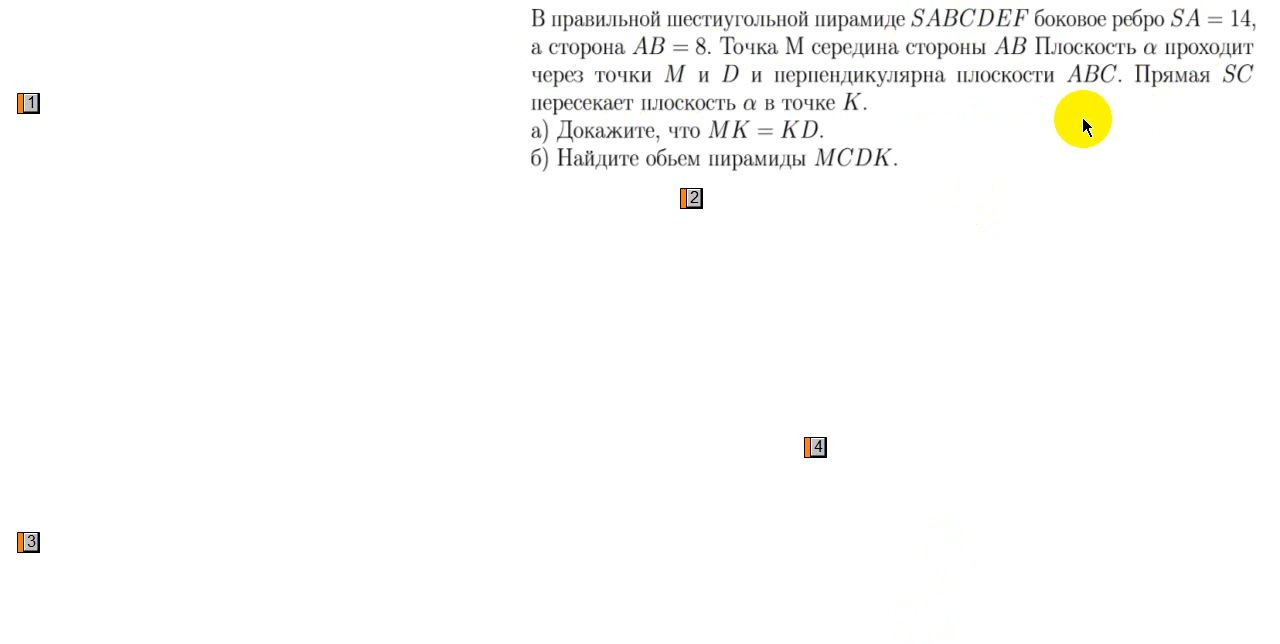 В правильной шестиугольной пирамиде SABCDEF боковое ребро SA = 14,
а сторона AB = 8. Точка М середина стороны AB Плоскость α проходит
через точки M и D и перпендикулярна плоскости ABC. Прямая SC
пересекает плоскость α в точке K.
а) Докажите, что MK = KD.
б) Найдите обьем пирамиды MCDK.
1
2
4
3